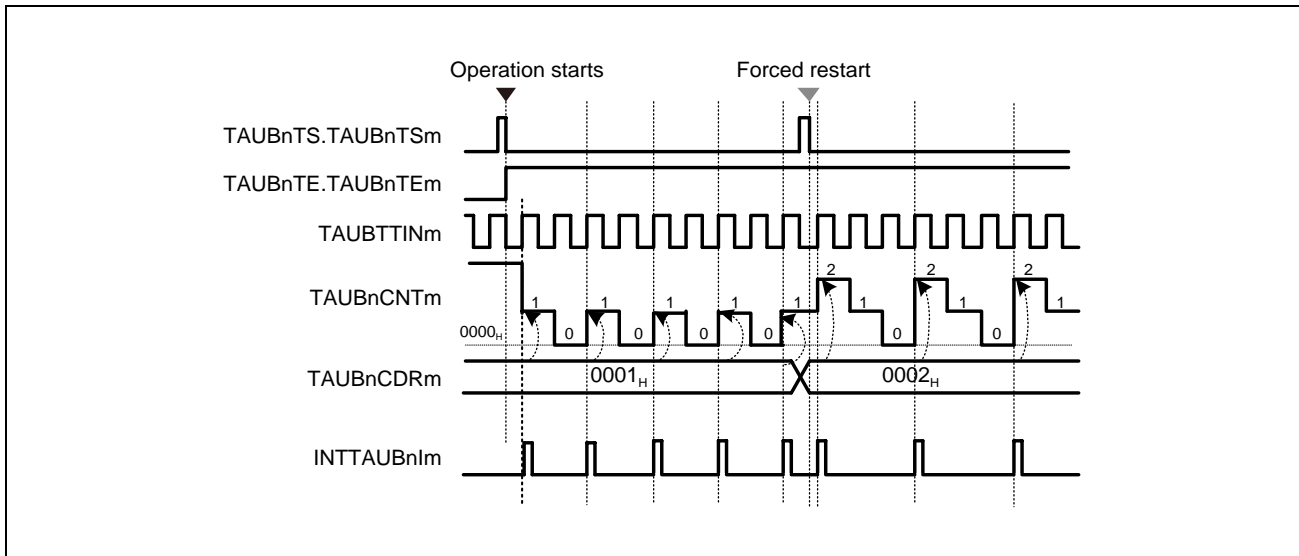 Operation starts
Forced restart
TAUBnTS.TAUBnTSm
TAUBnTE.TAUBnTEm
TAUBTTINm
TAUBnCNTm
2 2 2
1 1 1 1 1 1 1 1
0 0 0 0 0 0
0000H
TAUBnCDRm
0001H
0002H
INTTAUBnIm